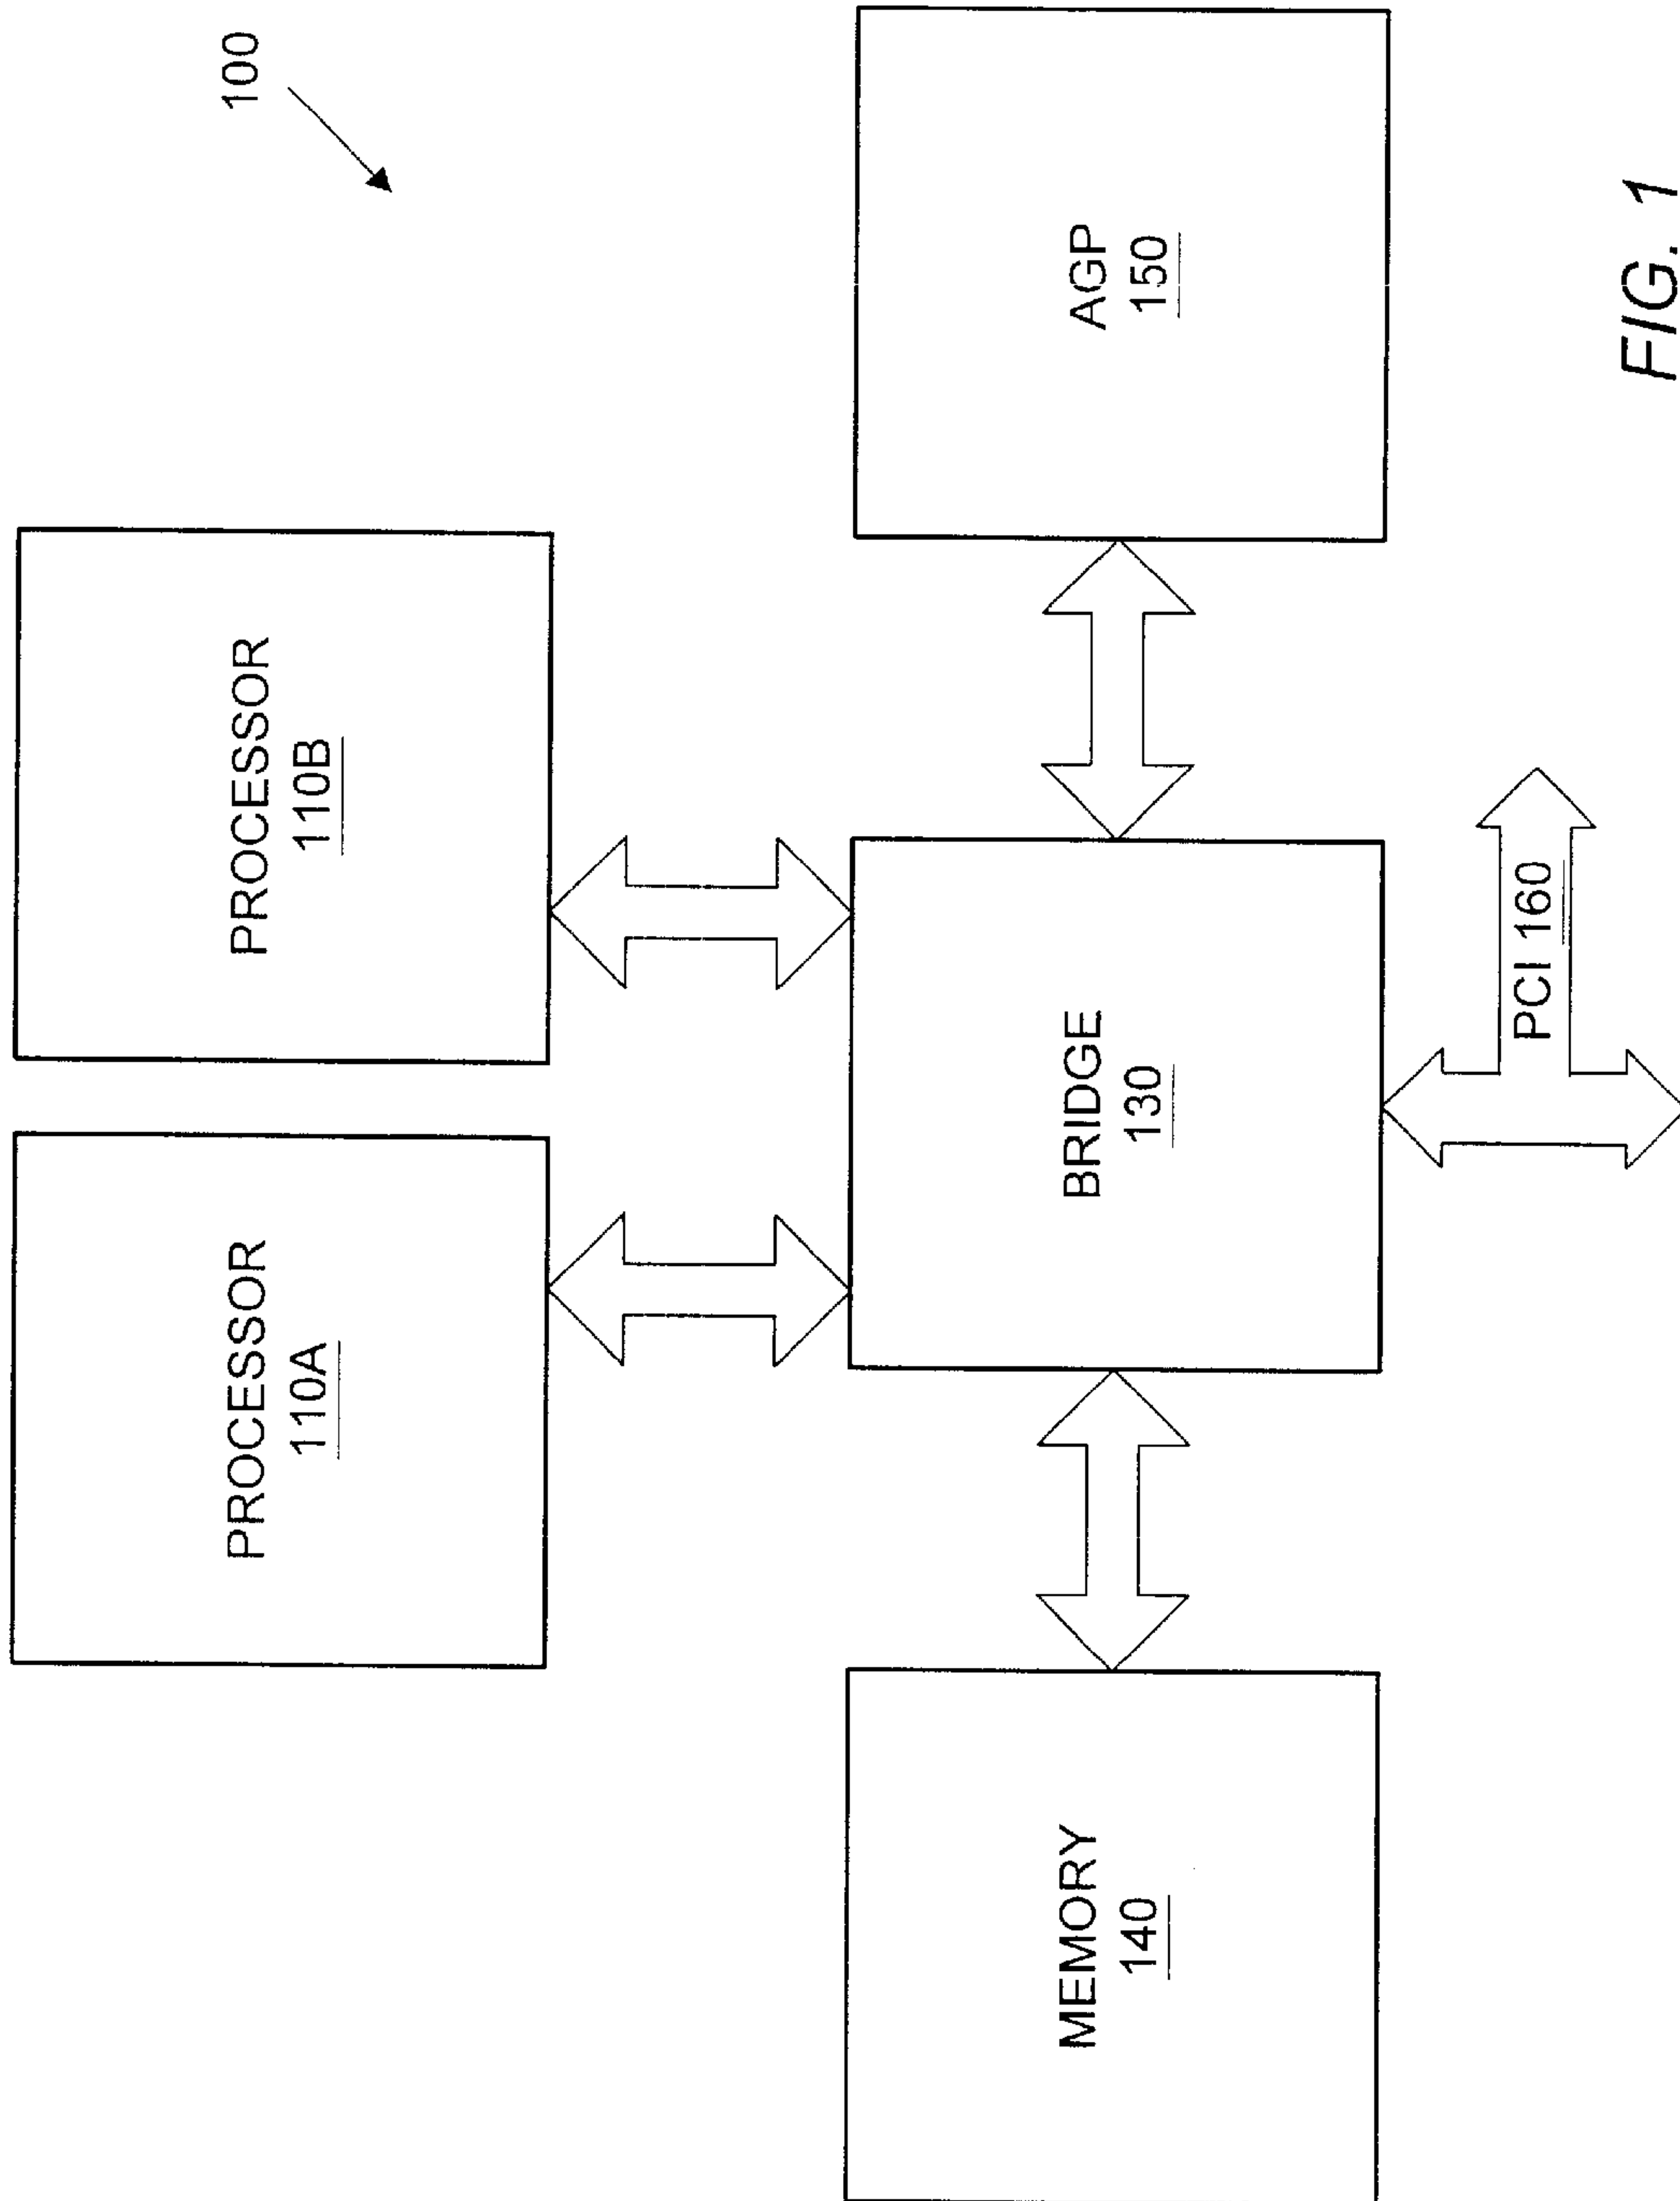 100
PROCESSOR
110A
PROCESSOR
110B
MEMORY
140
BRIDGE
130
AGP
150
PCI 160
FIG. 1